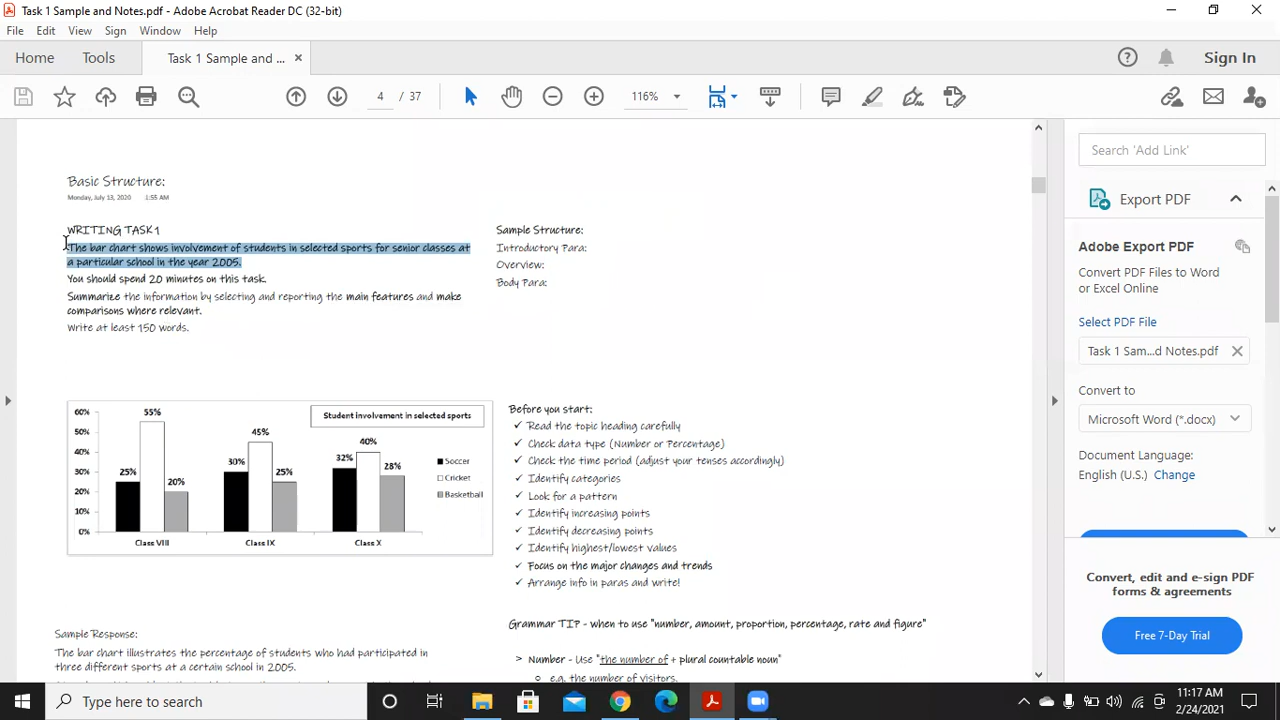 Task 1 Sample and Notes.pdf - Adobe Acrobat Reader DC (32-bit)
File Edit View Sign Window Help
Home Tools Task 1 Sample and ... × Sign In
4 / 37 116%
Basic Structure:
Monday, July 13, 2020 1:55 AM
WRITING TASK 1
The bar chart shows involvement of students in selected sports for senior classes at
a particular school in the year 2005.
You should spend 20 minutes on this task.
Summarize the information by selecting and reporting the main features and make
comparisons where relevant.
Write at least 150 words.
Sample Structure:
Introductory Para:
Overview:
Body Para:
Student involvement in selected sports
60%
50%
40%
30%
20%
10%
0%
25% 55% 20%
30% 45% 25%
32% 40% 28%
Class VIII Class IX Class X
Soccer
Cricket
Basketball
Before you start:
✓ Read the topic heading carefully
✓ Check data type (Number or Percentage)
✓ Check the time period (adjust your tenses accordingly)
✓ Identify categories
✓ Look for a pattern
✓ Identify increasing points
✓ Identify decreasing points
✓ Identify highest/lowest values
✓ Focus on the major changes and trends
✓ Arrange info in paras and write!
Sample Response:
The bar chart illustrates the percentage of students who had participated in
three different sports at a certain school in 2005.
Grammar TIP - when to use "number, amount, proportion, percentage, rate and figure"
> Number - Use "the number of + plural countable noun"
o e.g. the number of visitors.
Search 'Add Link'
Export PDF
Adobe Export PDF
Convert PDF Files to Word
or Excel Online
Select PDF File
Task 1 Sam...d Notes.pdf ×
Convert to
Microsoft Word (*.docx)
Document Language:
English (U.S.) Change
Convert, edit and e-sign PDF
forms & agreements
Free 7-Day Trial
Type here to search
11:17 AM
2/24/2021